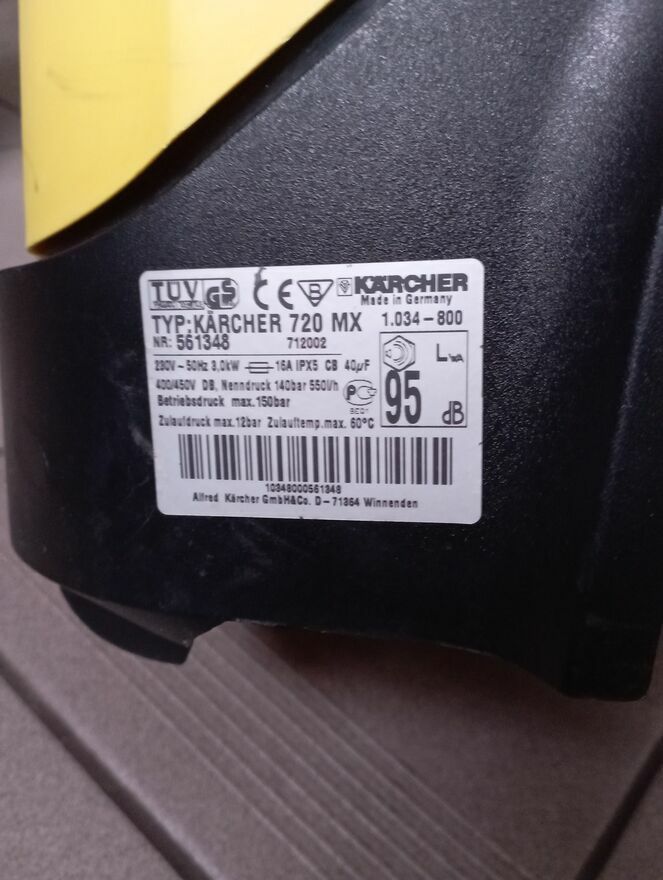 TÜV GS CE B KÄRCHER
Made in Germany
TYP: KÄRCHER 720 MX 1.034-800
NR: 561348 712002
230V ~ 50Hz 3,0kW 16A IPX5 CB 40µF
400/450V DB, Nenndruck 140bar 550l/h
Betriebsdruck max.150bar
Zulaufdruck max.12bar Zulauftemp.max. 60°C
LWA
95 dB
10348000561348
Alfred Kärcher GmbH&Co. D-71364 Winnenden